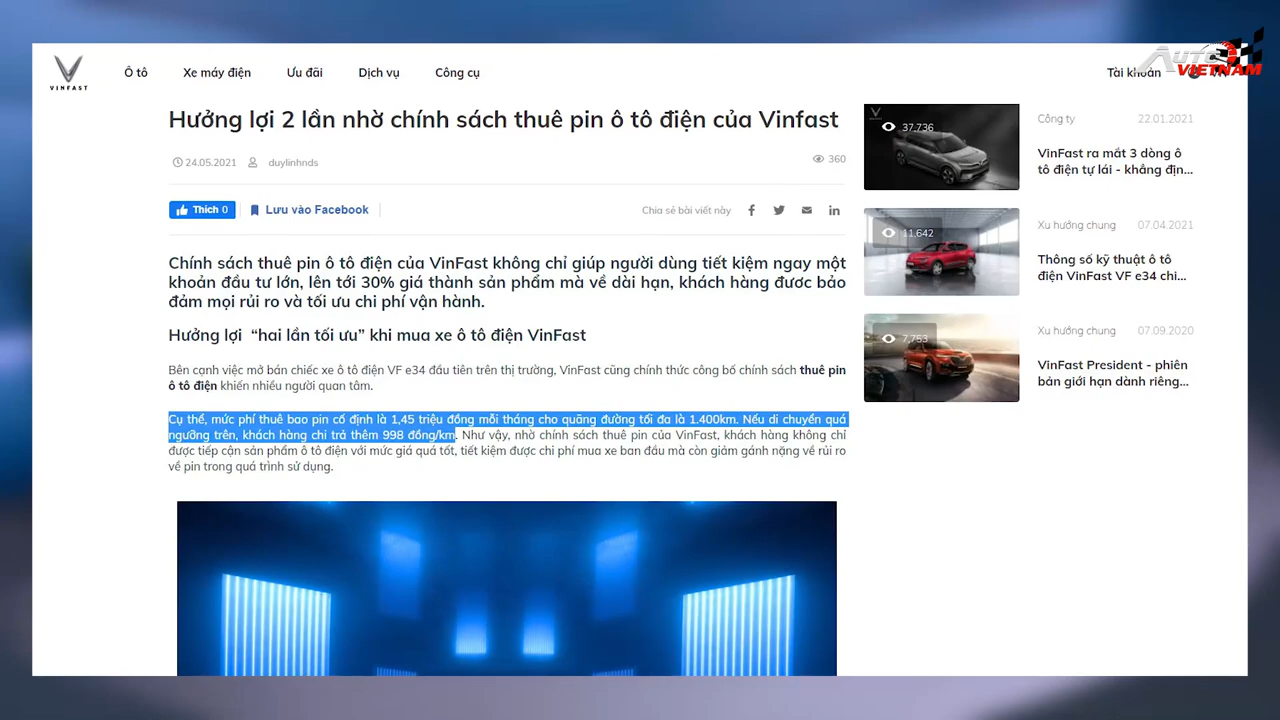 VINFAST
Ô tô
Xe máy điện
Ưu đãi
Dịch vụ
Công cụ
Tài khoản
AUTO
VIETNAM
Hưởng lợi 2 lần nhờ chính sách thuê pin ô tô điện của Vinfast
24.05.2021
duylinhnds
360
Thích 0
Lưu vào Facebook
Chia sẻ bài viết này
Chính sách thuê pin ô tô điện của VinFast không chỉ giúp người dùng tiết kiệm ngay một
khoản đầu tư lớn, lên tới 30% giá thành sản phẩm mà về dài hạn, khách hàng đươc bảo
đảm mọi rủi ro và tối ưu chi phí vận hành.
Hưởng lợi “hai lần tối ưu” khi mua xe ô tô điện VinFast
Bên cạnh việc mở bán chiếc xe ô tô điện VF e34 đầu tiên trên thị trường, VinFast cũng chính thức công bố chính sách thuê pin
ô tô điện khiến nhiều người quan tâm.
Cụ thể, mức phí thuê bao pin cố định là 1,45 triệu đồng mỗi tháng cho quãng đường tối đa là 1.400km. Nếu di chuyển quá
ngưỡng trên, khách hàng chỉ trả thêm 998 đồng/km. Như vậy, nhờ chính sách thuê pin của VinFast, khách hàng không chỉ
được tiếp cận sản phẩm ô tô điện với mức giá quá tốt, tiết kiệm được chi phí mua xe ban đầu mà còn giảm gánh nặng về rủi ro
về pin trong quá trình sử dụng.
37,736
Công ty
22.01.2021
VinFast ra mắt 3 dòng ô
tô điện tự lái - khẳng địn...
11,642
Xu hướng chung
07.04.2021
Thông số kỹ thuật ô tô
điện VinFast VF e34 chi...
7,753
Xu hướng chung
07.09.2020
VinFast President - phiên
bản giới hạn dành riêng...